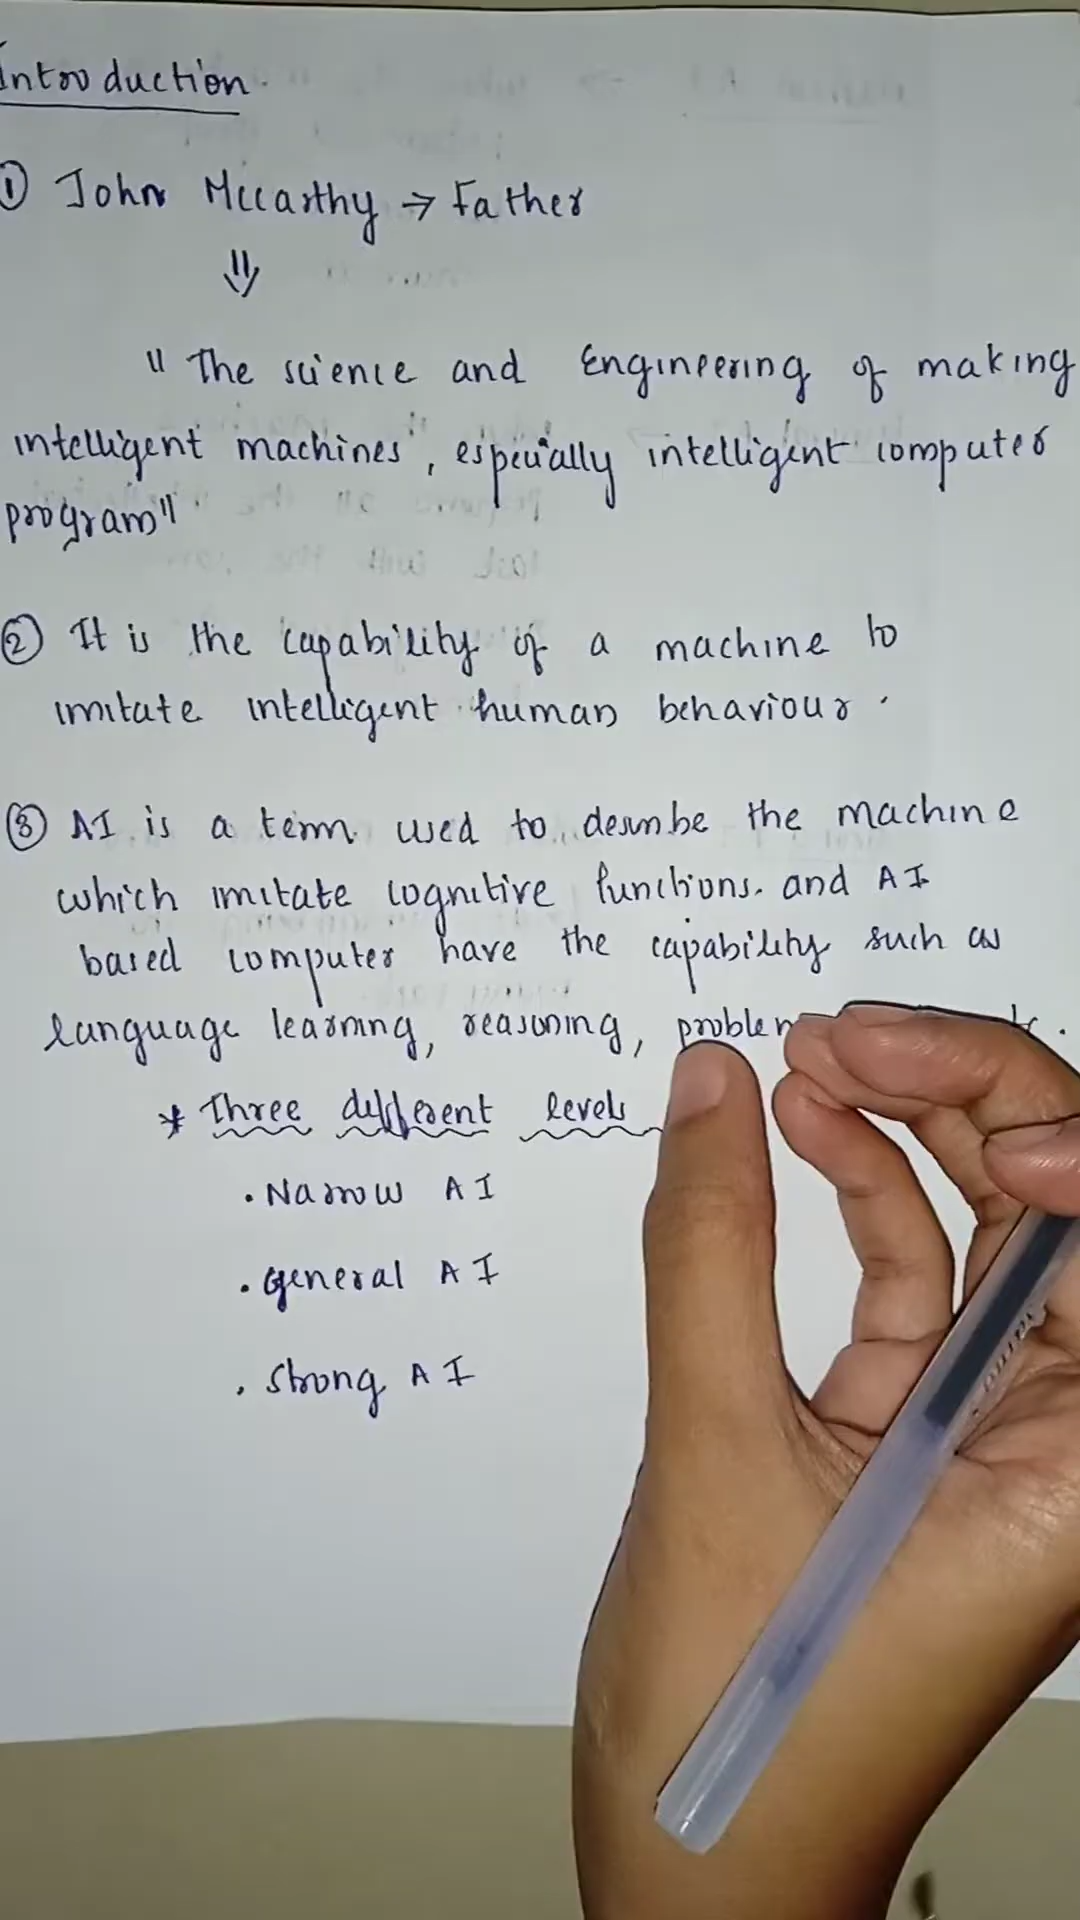 Introduction.
① John Mccarthy → Father
⇓
" The science and Engineering of making
intelligent machines", especially intelligent computer
program"
② It is the capability of a machine to
imitate intelligent human behaviour.
③ AI is a term used to describe the machine
which imitate cognitive functions. and AI
based computer have the capability such as
language learning, reasoning,
* Three different levels
. Narrow AI
. General AI
. Strong AI